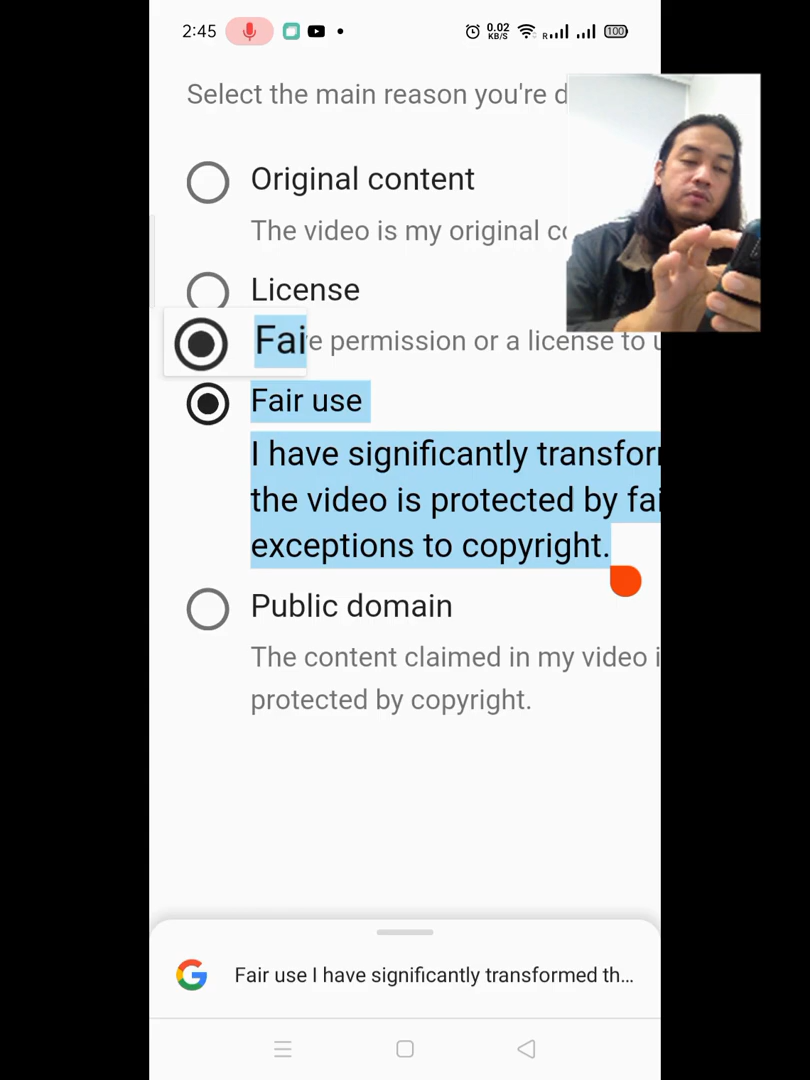 2:45
0.02
KB/S
R
100
Select the main reason you're d
Original content
The video is my original co
License
Fai
e permission or a license to u
Fair use
I have significantly transfor
the video is protected by fai
exceptions to copyright.
Public domain
The content claimed in my video i
protected by copyright.
Fair use I have significantly transformed th...